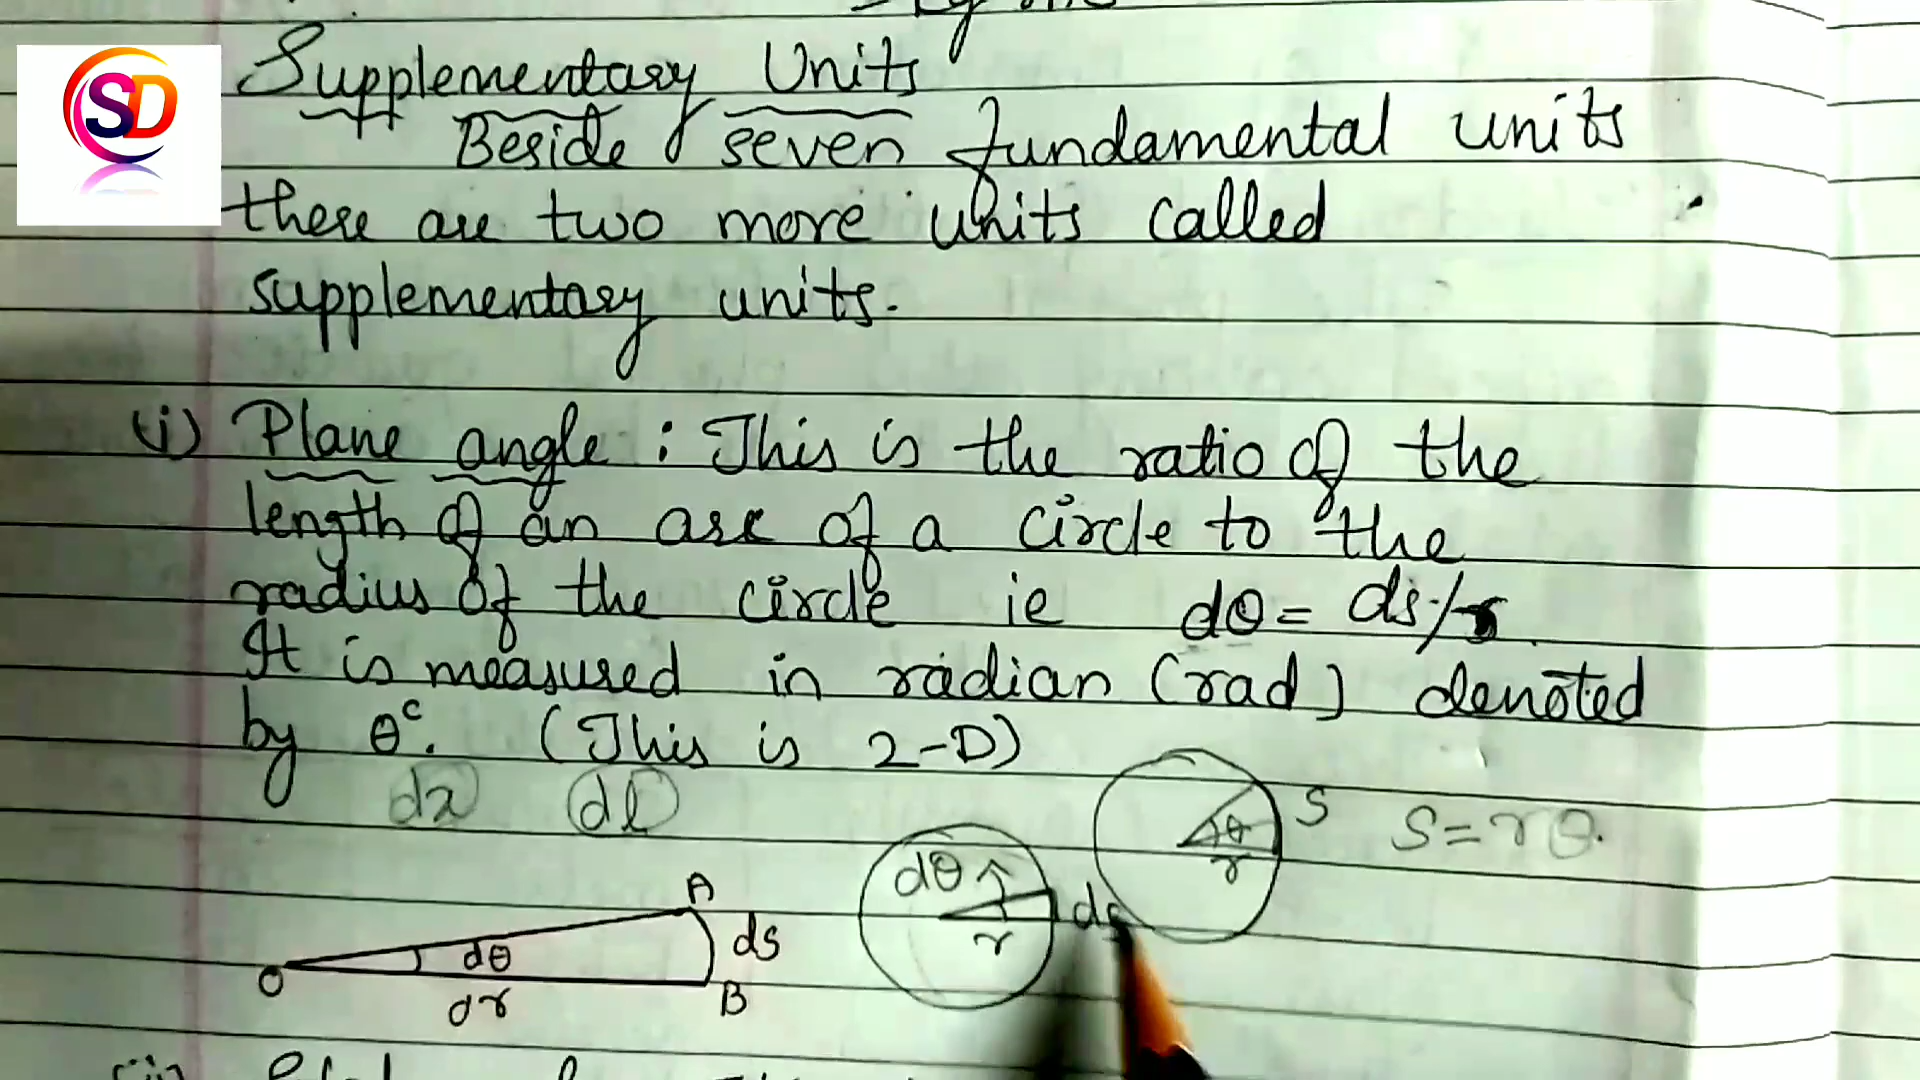 SD
Supplementary Units
Beside seven fundamental units
there are two more units called
supplementary units.
(i) Plane angle : This is the ratio of the
length of an arc of a circle to the
radius of the circle ie dθ = ds/r
It is measured in radian (rad) denoted
by θᶜ. (This is 2-D)
dx dl
S S = rθ.
θ
r
dθ
ds
r
A
ds
dθ
O
dr
B
(ii)